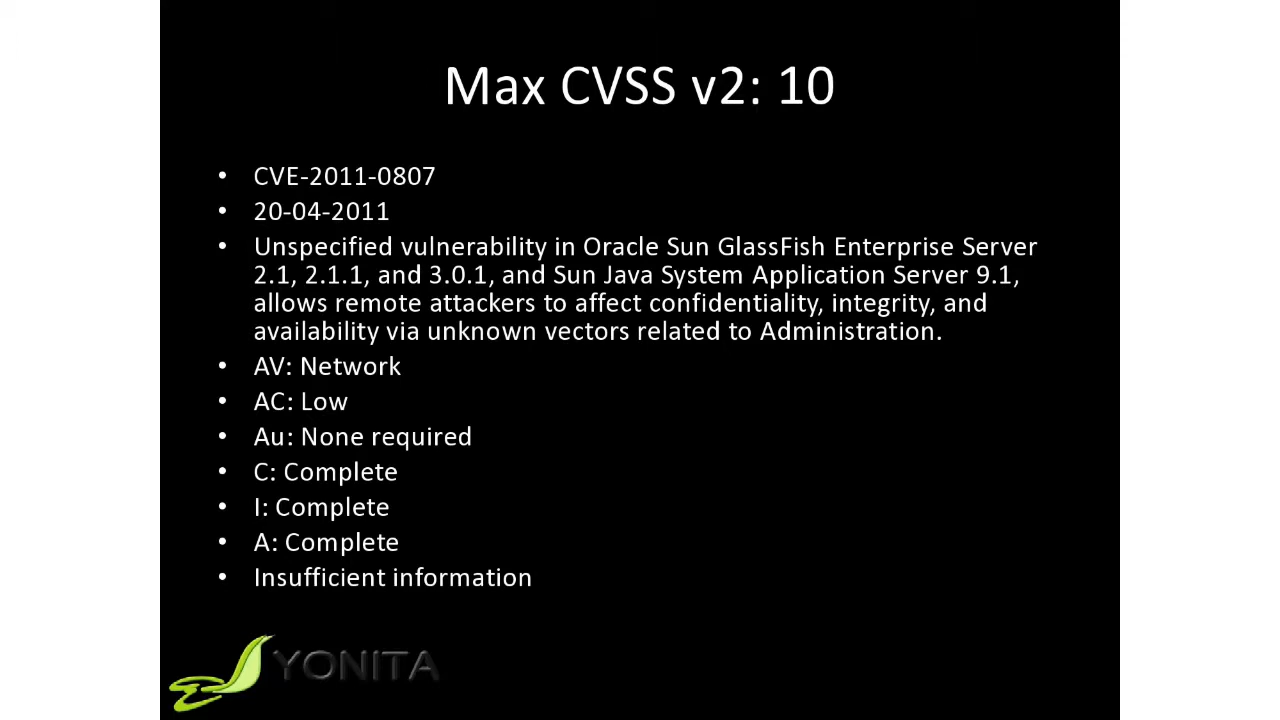 Max CVSS v2: 10
• CVE-2011-0807
• 20-04-2011
• Unspecified vulnerability in Oracle Sun GlassFish Enterprise Server
2.1, 2.1.1, and 3.0.1, and Sun Java System Application Server 9.1,
allows remote attackers to affect confidentiality, integrity, and
availability via unknown vectors related to Administration.
• AV: Network
• AC: Low
• Au: None required
• C: Complete
• I: Complete
• A: Complete
• Insufficient information
YONITA